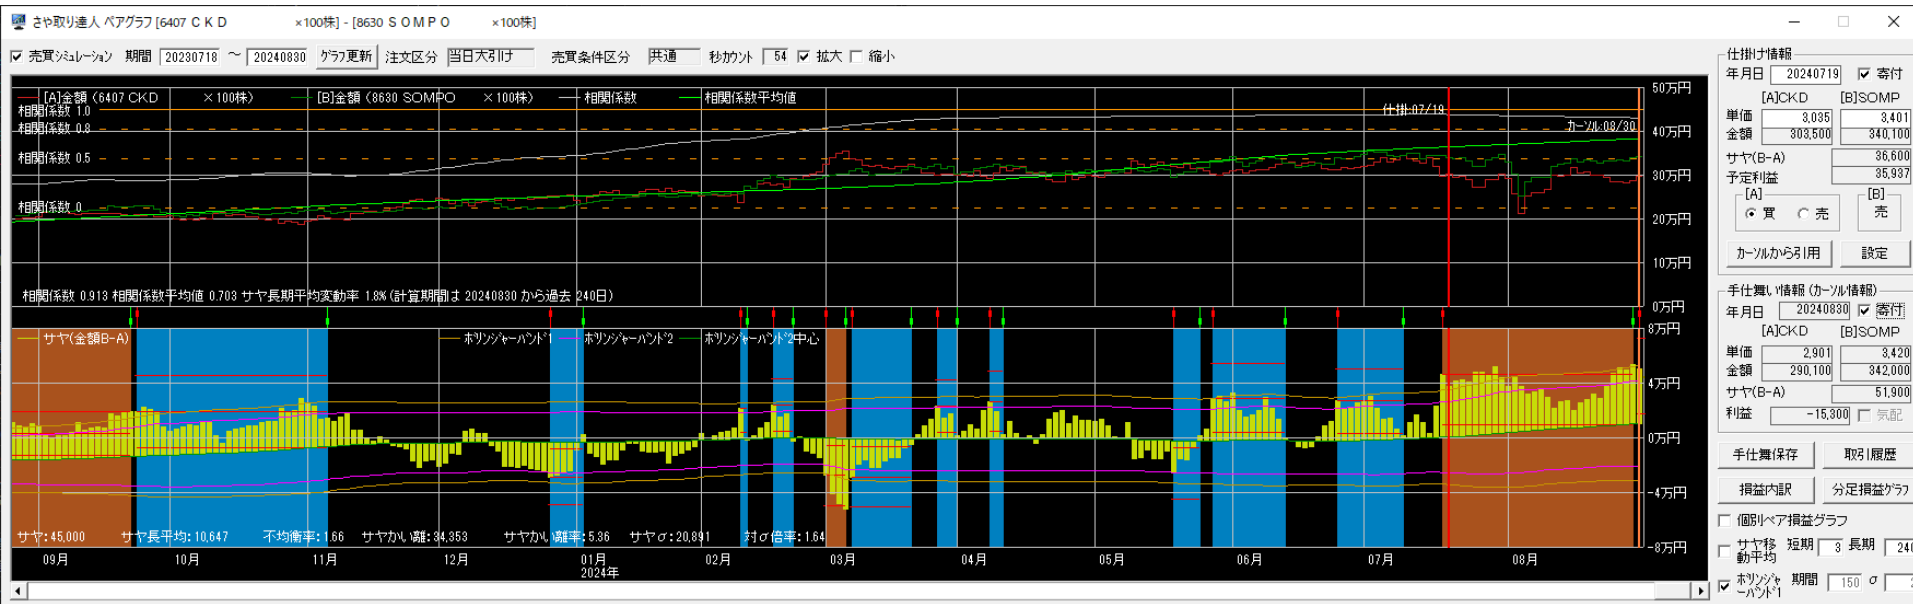 さや取り達人 ペアグラフ [6407 ＣＫＤ ×100株] - [8630 ＳＯＭＰＯ ×100株]
売買シミュレーション 期間 20230718 ～ 20240830 グラフ更新 注文区分 当日大引け 売買条件区分 共通 秒カウント 54 拡大 縮小
[A]金額 (6407 CKD ×100株) [B]金額 (8630 SOMPO ×100株) 相関係数 相関係数平均値
相関係数 1.0
相関係数 0.8
相関係数 0.5
相関係数 0
仕掛:07/19
カーソル:08/30
50万円
40万円
30万円
20万円
10万円
0万円
相関係数 0.913 相関係数平均値 0.703 サヤ長期平均変動率 1.8% (計算期間は 20240830 から過去 240日)
サヤ(金額B-A) ボリンジャーバンド1 ボリンジャーバンド2 ボリンジャーバンド2中心
8万円
4万円
0万円
-4万円
-8万円
サヤ:45,000 サヤ長平均:10,647 不均衡率:1.66 サヤかい離:34,353 サヤかい離率:5.36 サヤσ:20,891 対σ倍率:1.64
09月 10月 11月 12月 01月 02月 03月 04月 05月 06月 07月 08月
2024年
仕掛け情報
年月日 20240719 寄付
[A]CKD [B]SOMP
単価 3,035 3,401
金額 303,500 340,100
サヤ(B-A) 36,600
予定利益 35,937
[A] [B]
買 売 売
カーソルから引用 設定
手仕舞い情報 (カーソル情報)
年月日 20240830 寄付
[A]CKD [B]SOMP
単価 2,901 3,420
金額 290,100 342,000
サヤ(B-A) 51,900
利益 -15,300 気配
手仕舞保存 取引履歴
損益内訳 分足損益グラフ
個別ペア損益グラフ
サヤ移動平均 短期 3 長期 240
ボリンジャーバンド1 期間 150 σ